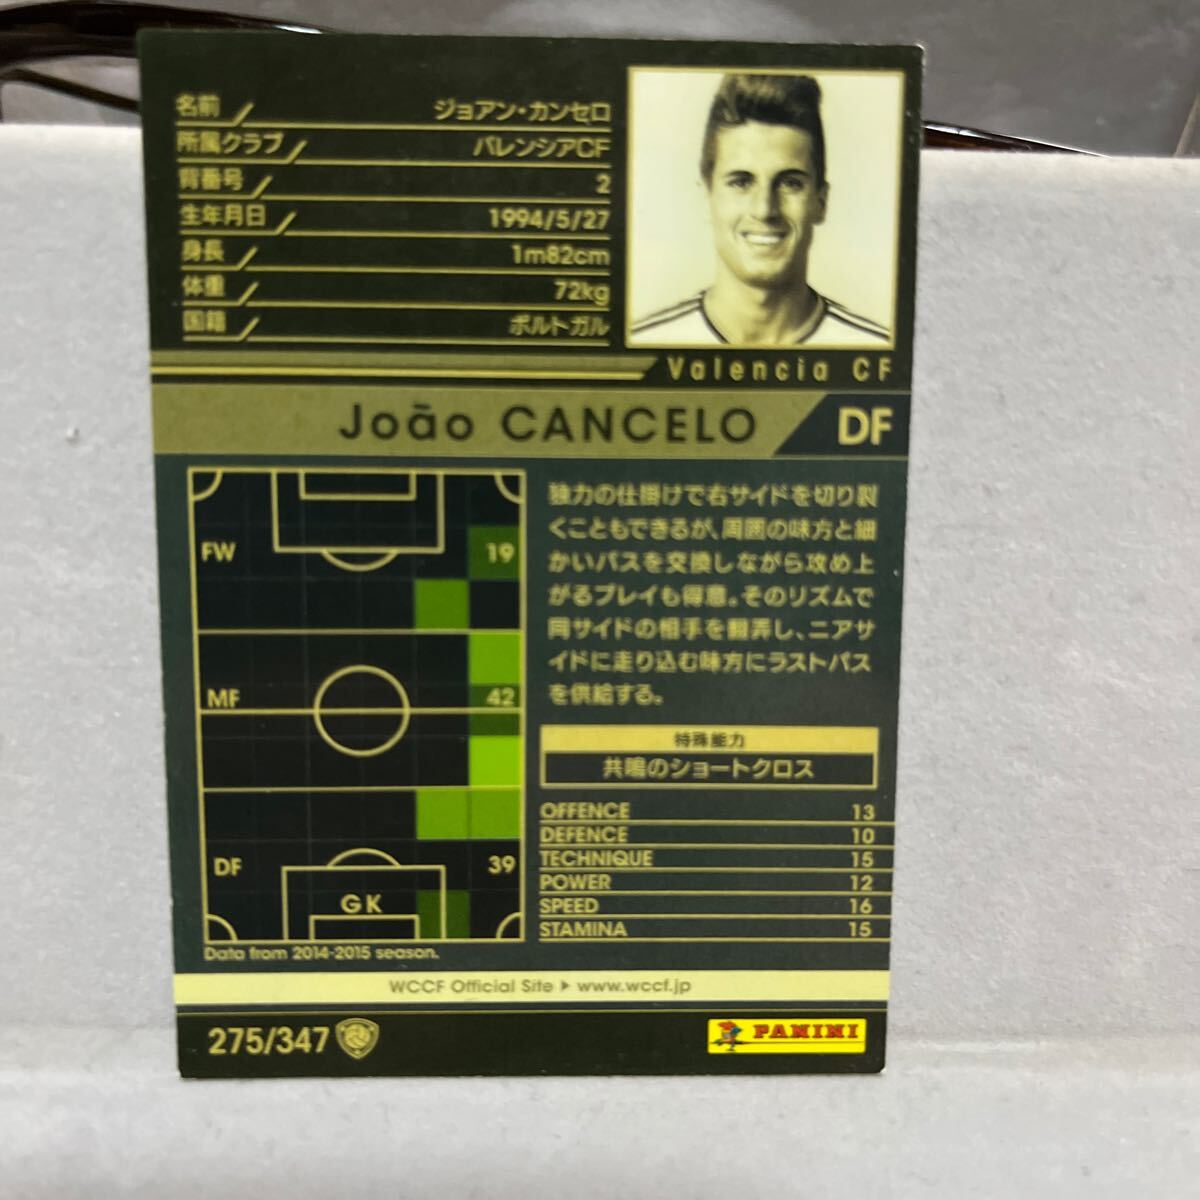 名前 ジョアン・カンセロ
所属クラブ バレンシアCF
背番号 2
生年月日 1994/5/27
身長 1m82cm
体重 72kg
国籍 ポルトガル
Valencia CF
João CANCELO DF
FW 19
MF 42
DF 39
GK
Data from 2014-2015 season.
独力の仕掛けで右サイドを切り裂
くこともできるが、周囲の味方と細
かいパスを交換しながら攻め上
がるプレイも得意。そのリズムで
同サイドの相手を翻弄し、ニアサ
イドに走り込む味方にラストパス
を供給する。
特殊能力
共鳴のショートクロス
OFFENCE 13
DEFENCE 10
TECHNIQUE 15
POWER 12
SPEED 16
STAMINA 15
WCCF Official Site ▶ www.wccf.jp
275/347
PANINI